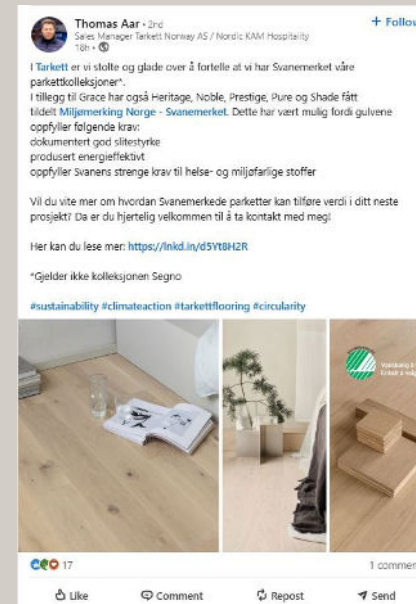 Thomas Aar • 2nd
+ Follow
Sales Manager Tarkett Norway AS / Nordic KAM Hospitality
18h •
I Tarkett er vi stolte og glade over å fortelle at vi har Svanemerket våre
parkettkolleksjoner*.
I tillegg til Grace har også Heritage, Noble, Prestige, Pure og Shade fått
tildelt Miljømerking Norge - Svanemerket. Dette har vært mulig fordi gulvene
oppfyller følgende krav:
dokumentert god slitestyrke
produsert energieffektivt
oppfyller Svanens strenge krav til helse- og miljøfarlige stoffer
Vil du vite mer om hvordan Svanemerkede parketter kan tilføre verdi i ditt neste
prosjekt? Da er du hjertelig velkommen til å ta kontakt med meg!
Her kan du lese mer: https://lnkd.in/d5Yt8H2R
*Gjelder ikke kolleksjonen Segno
#sustainability #climateaction #tarkettflooring #circularity
17
1 commen
Like
Comment
Repost
Send